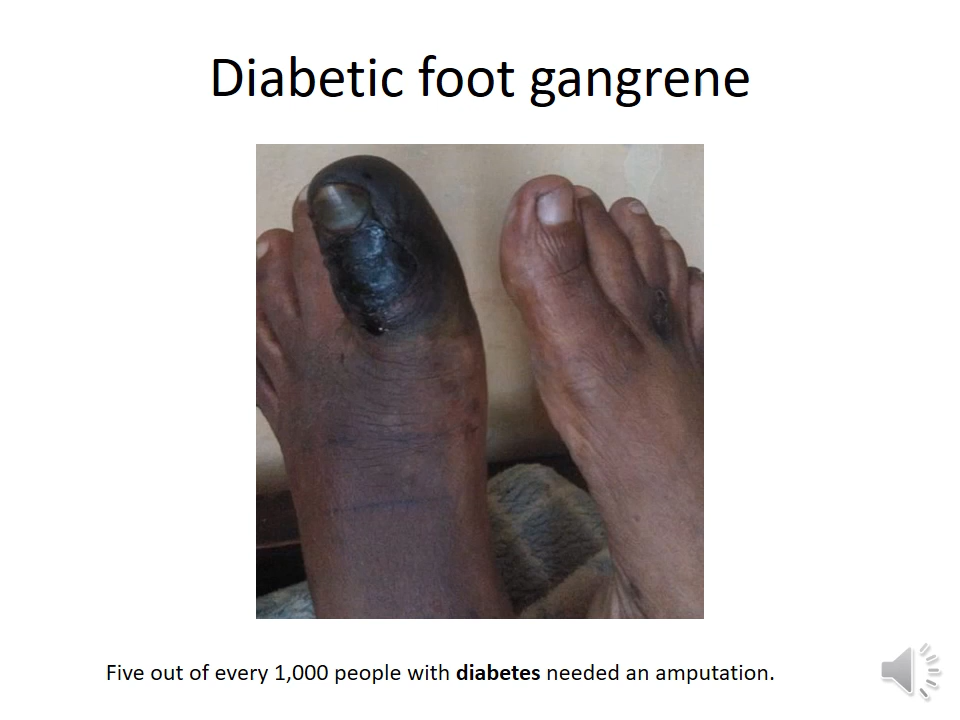 Diabetic foot gangrene
Five out of every 1,000 people with diabetes needed an amputation.